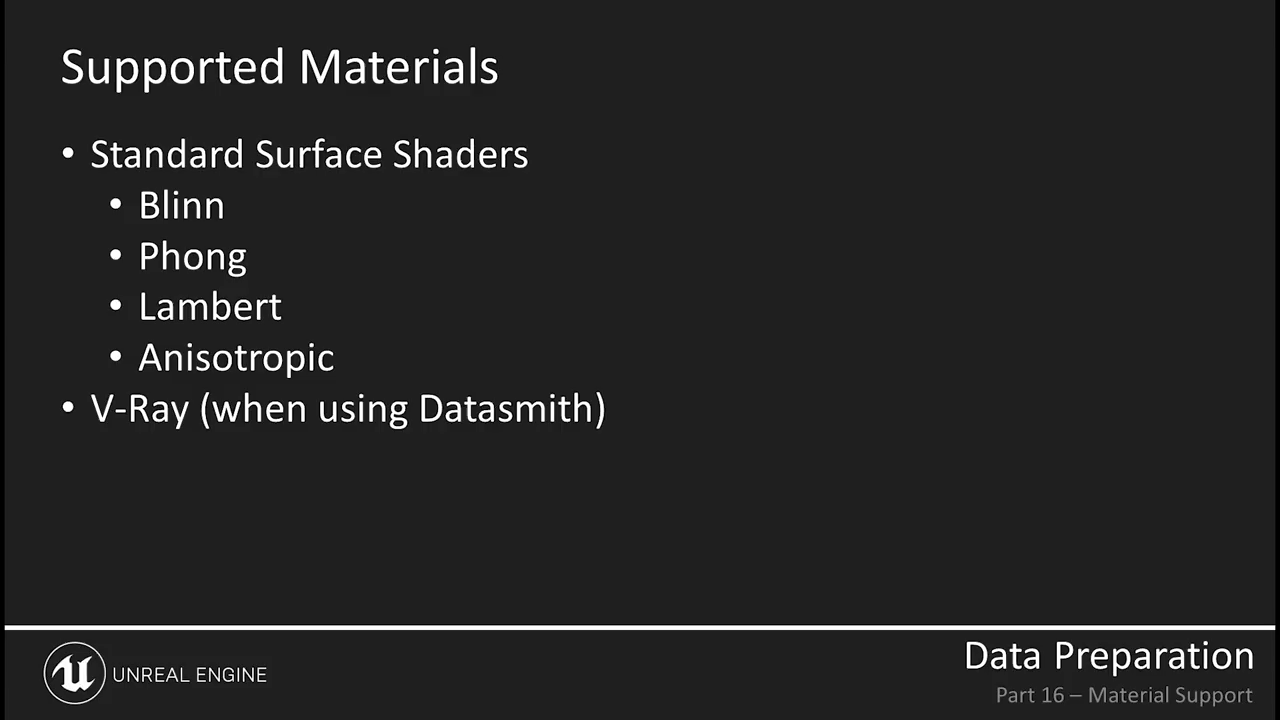 Supported Materials
• Standard Surface Shaders
• Blinn
• Phong
• Lambert
• Anisotropic
• V-Ray (when using Datasmith)
UNREAL ENGINE
Data Preparation
Part 16 – Material Support